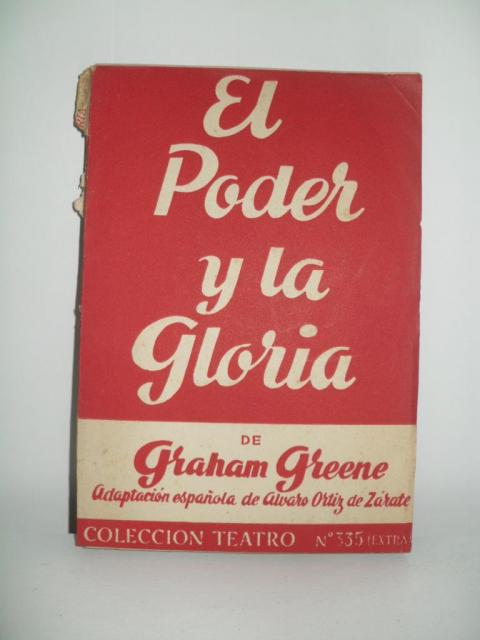 El
Poder
y la
Gloria
DE
Graham Greene
Adaptación española de Alvaro Ortiz de Zárate
COLECCION TEATRO Nº 335 (EXTRA)